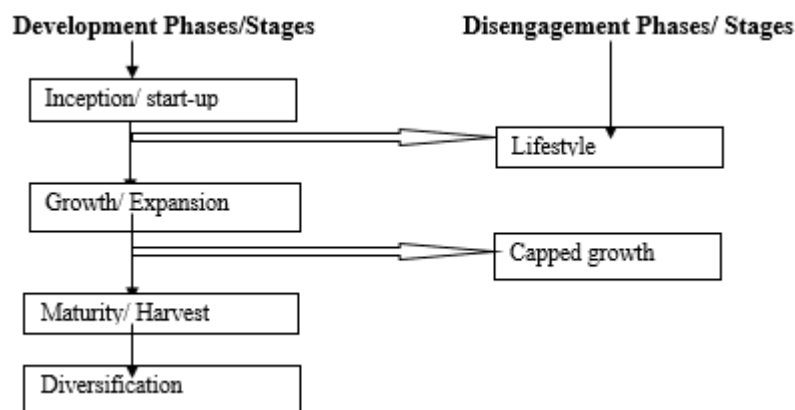 Development Phases/Stages
Disengagement Phases/ Stages
Inception/ start-up
Lifestyle
Growth/ Expansion
Capped growth
Maturity/ Harvest
Diversification